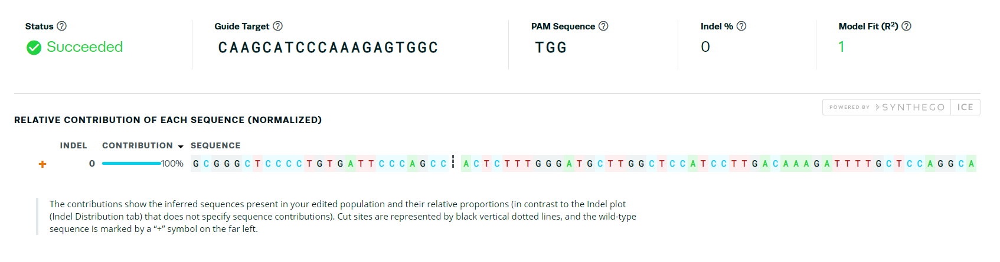 Status Guide Target PAM Sequence Indel % Model Fit (R²)
Succeeded CAAGCATCCCAAAGAGTGGC TGG 0 1
POWERED BY SYNTHEGO ICE
RELATIVE CONTRIBUTION OF EACH SEQUENCE (NORMALIZED)
INDEL CONTRIBUTION SEQUENCE
+ 0 100% GCGGGCTCCCCTGTGATTCCCAGCC ACTCTTTGGGATGCTTGGCTCCATCCTTGACAAAGATTTTGCTCCAGGCA
The contributions show the inferred sequences present in your edited population and their relative proportions (in contrast to the Indel plot
(Indel Distribution tab) that does not specify sequence contributions). Cut sites are represented by black vertical dotted lines, and the wild-type
sequence is marked by a “+” symbol on the far left.